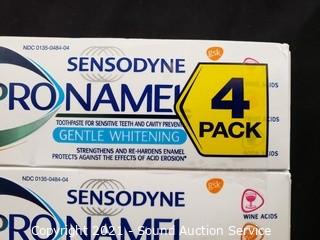 NDC 0135-0484-04
SENSODYNE
gsk
PRONAMEL
4
PACK
WINE ACIDS
TOOTHPASTE FOR SENSITIVE TEETH AND CAVITY PREVENT
GENTLE WHITENING
STRENGTHENS AND RE-HARDENS ENAMEL
PROTECTS AGAINST THE EFFECTS OF ACID EROSION*
NDC 0135-0484-04
SENSODYNE
gsk
WINE ACIDS
PRONAMEL
Copyright 2021 - Sound Auction Service